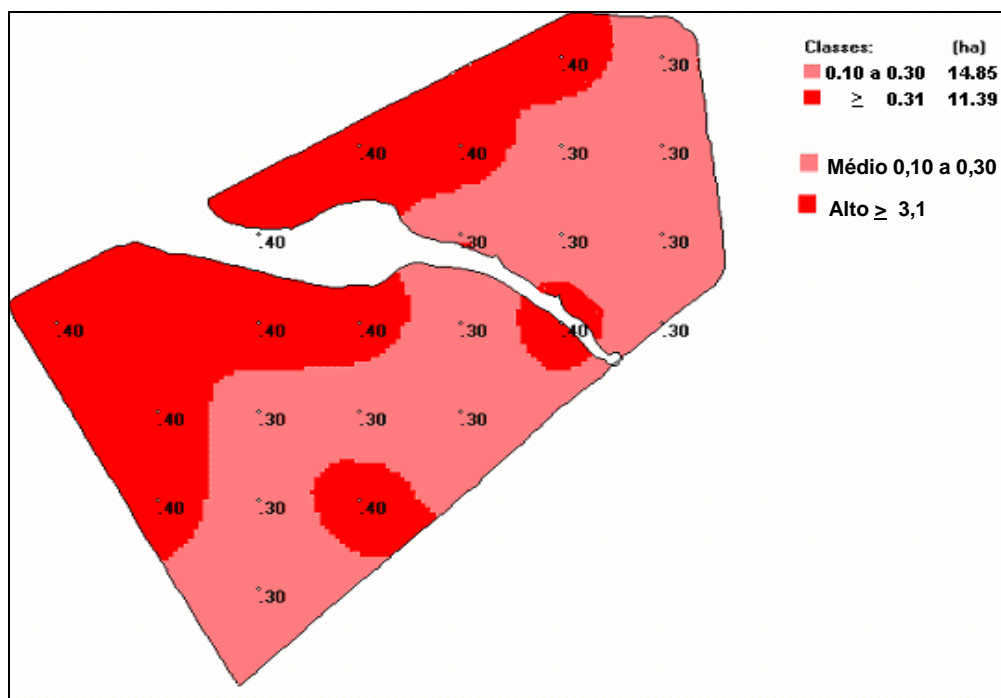 Classes: (ha)
0.10 a 0.30 14.85
≥ 0.31 11.39
Médio 0,10 a 0,30
Alto ≥ 3,1
.40 .30
.40 .40 .30 .30
.40 .30 .30 .30
.40 .40 .40 .30 .40 .30
.40 .30 .30 .30
.40 .30 .40
.30